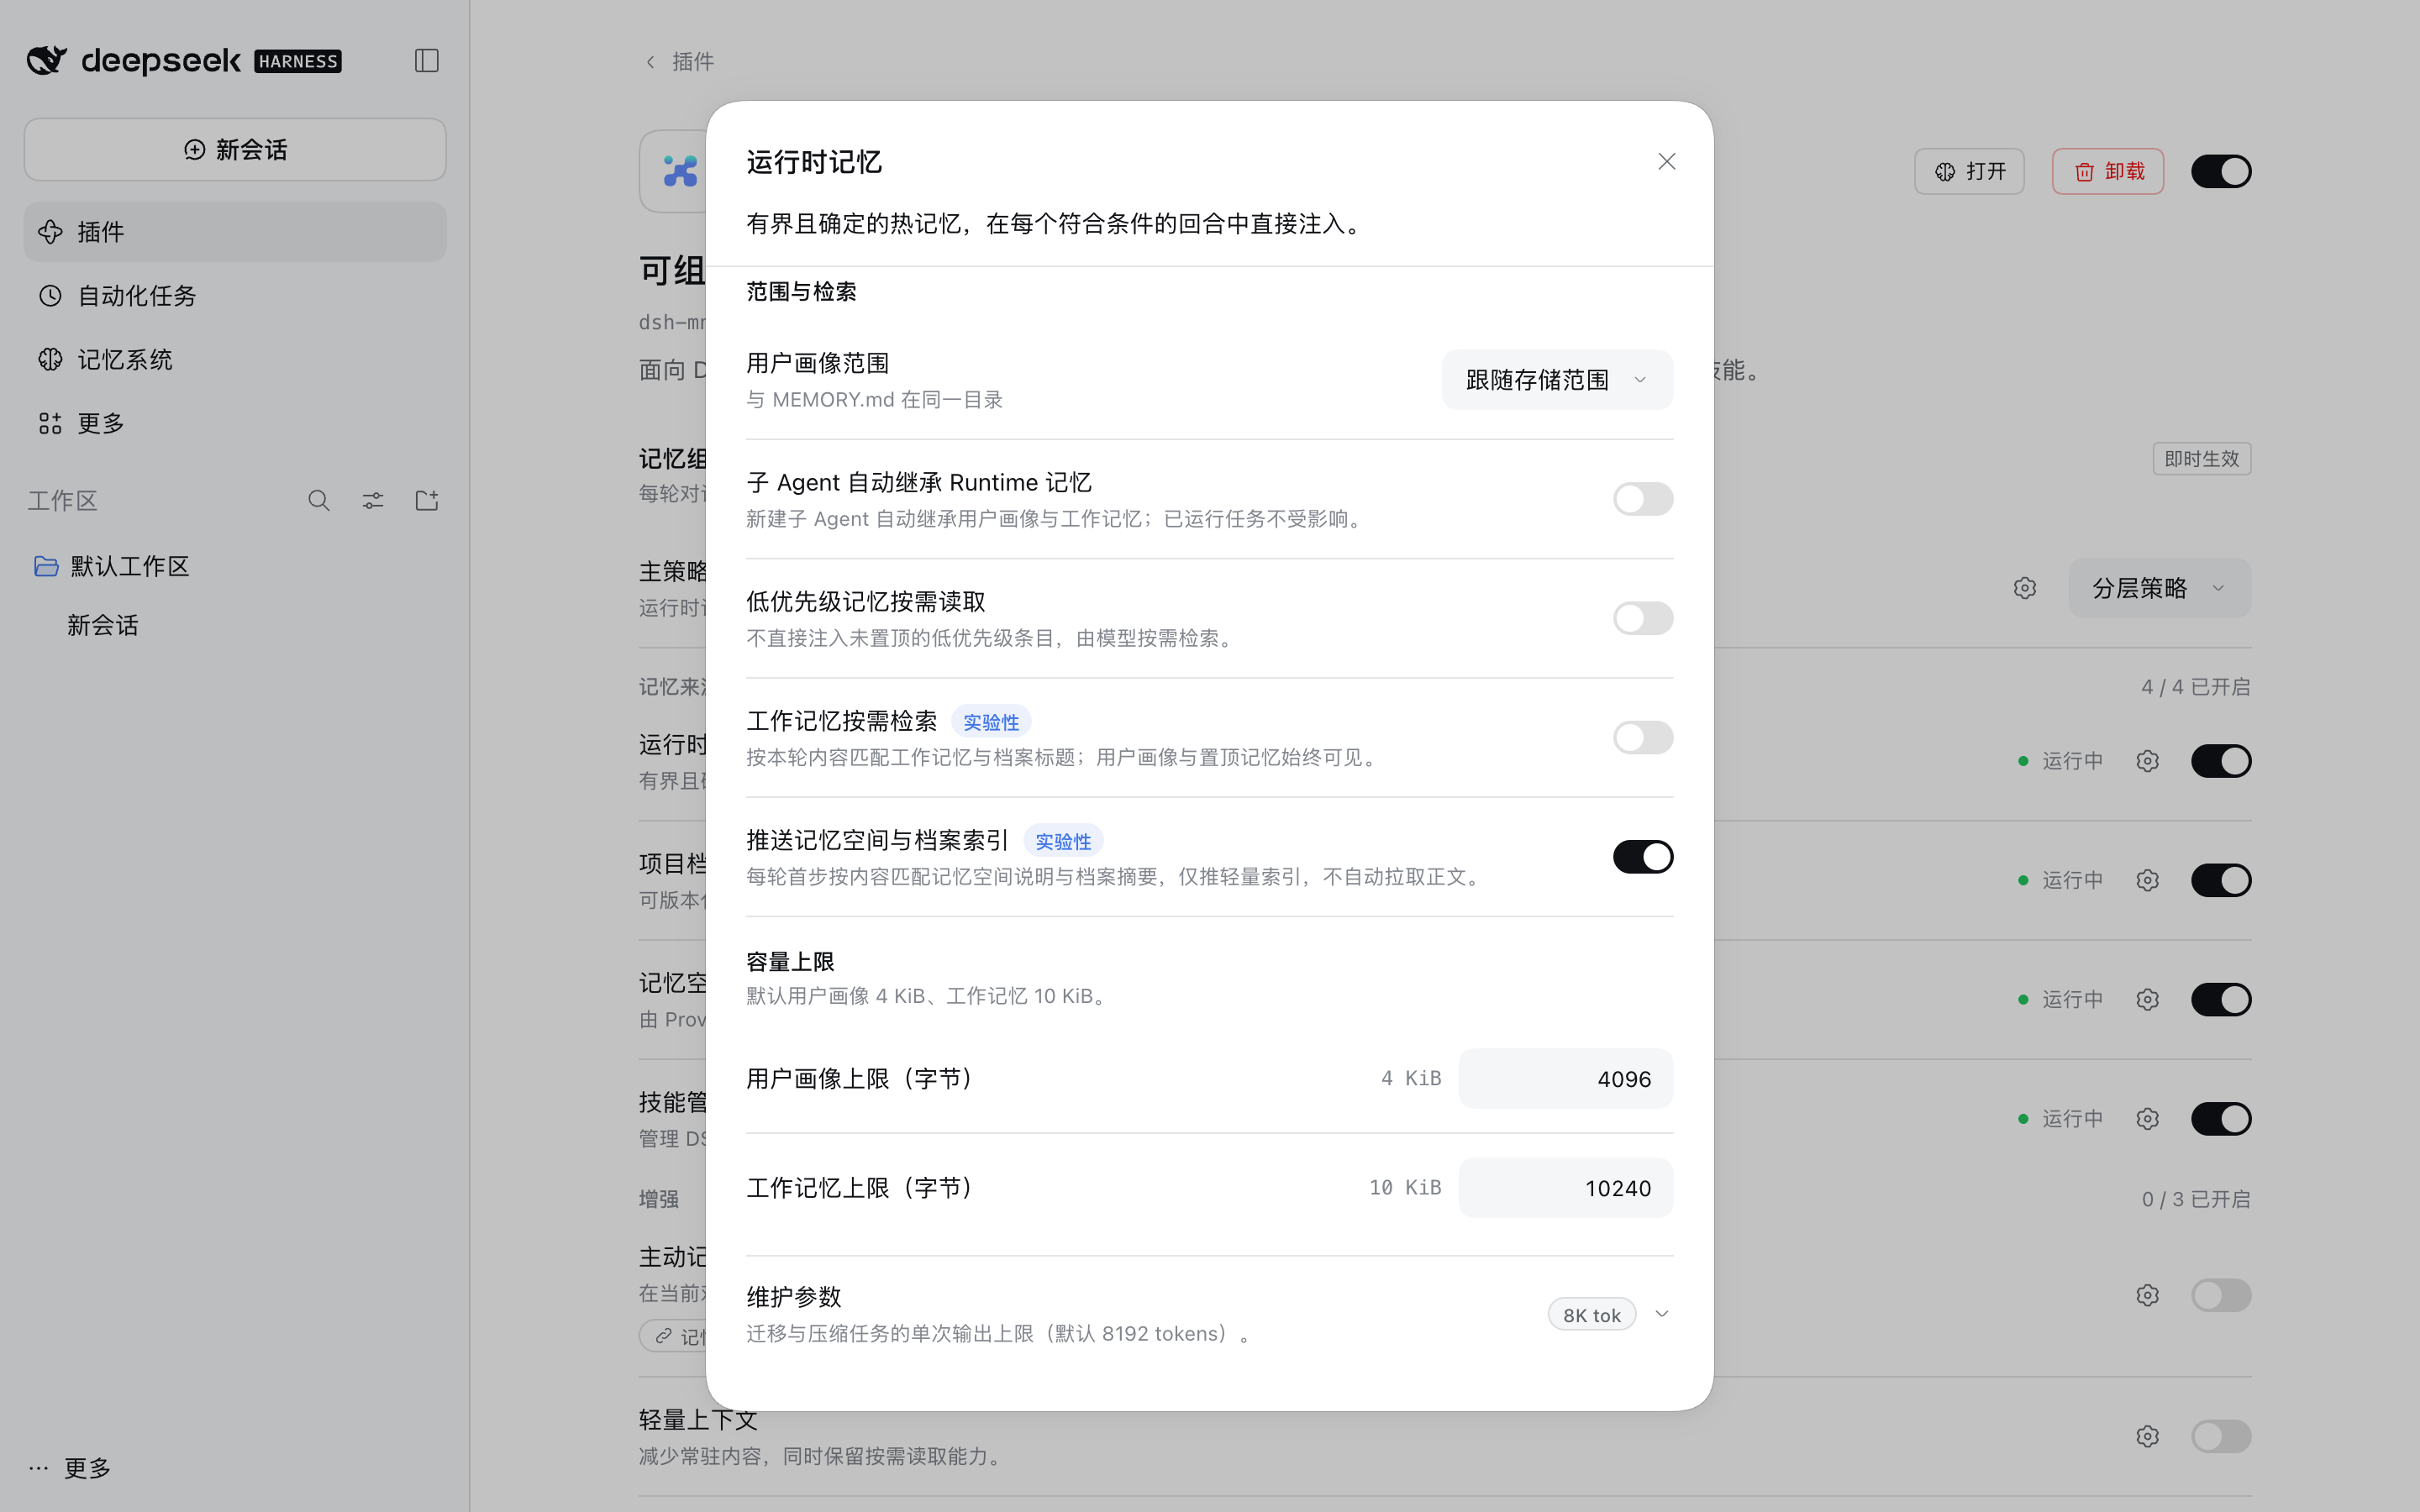 deepseek HARNESS
新会话
插件
自动化任务
记忆系统
更多
工作区
默认工作区
新会话
更多
插件
打开
卸载
可组
面向 D
能。
记忆组
即时生效
每轮对
主策略
分层策略
4 / 4 已开启
运行时
有界且
运行中
项目档
运行中
记忆空
由 Prov
运行中
技能管
管理 DS
运行中
增强
0 / 3 已开启
主动记
在当前
轻量上下文
减少常驻内容，同时保留按需读取能力。
运行时记忆
有界且确定的热记忆，在每个符合条件的回合中直接注入。
范围与检索
用户画像范围
与 MEMORY.md 在同一目录
跟随存储范围
子 Agent 自动继承 Runtime 记忆
新建子 Agent 自动继承用户画像与工作记忆；已运行任务不受影响。
低优先级记忆按需读取
不直接注入未置顶的低优先级条目，由模型按需检索。
工作记忆按需检索 实验性
按本轮内容匹配工作记忆与档案标题；用户画像与置顶记忆始终可见。
推送记忆空间与档案索引 实验性
每轮首步按内容匹配记忆空间说明与档案摘要，仅推轻量索引，不自动拉取正文。
容量上限
默认用户画像 4 KiB、工作记忆 10 KiB。
用户画像上限（字节） 4 KiB 4096
工作记忆上限（字节） 10 KiB 10240
维护参数
迁移与压缩任务的单次输出上限（默认 8192 tokens）。
8K tok